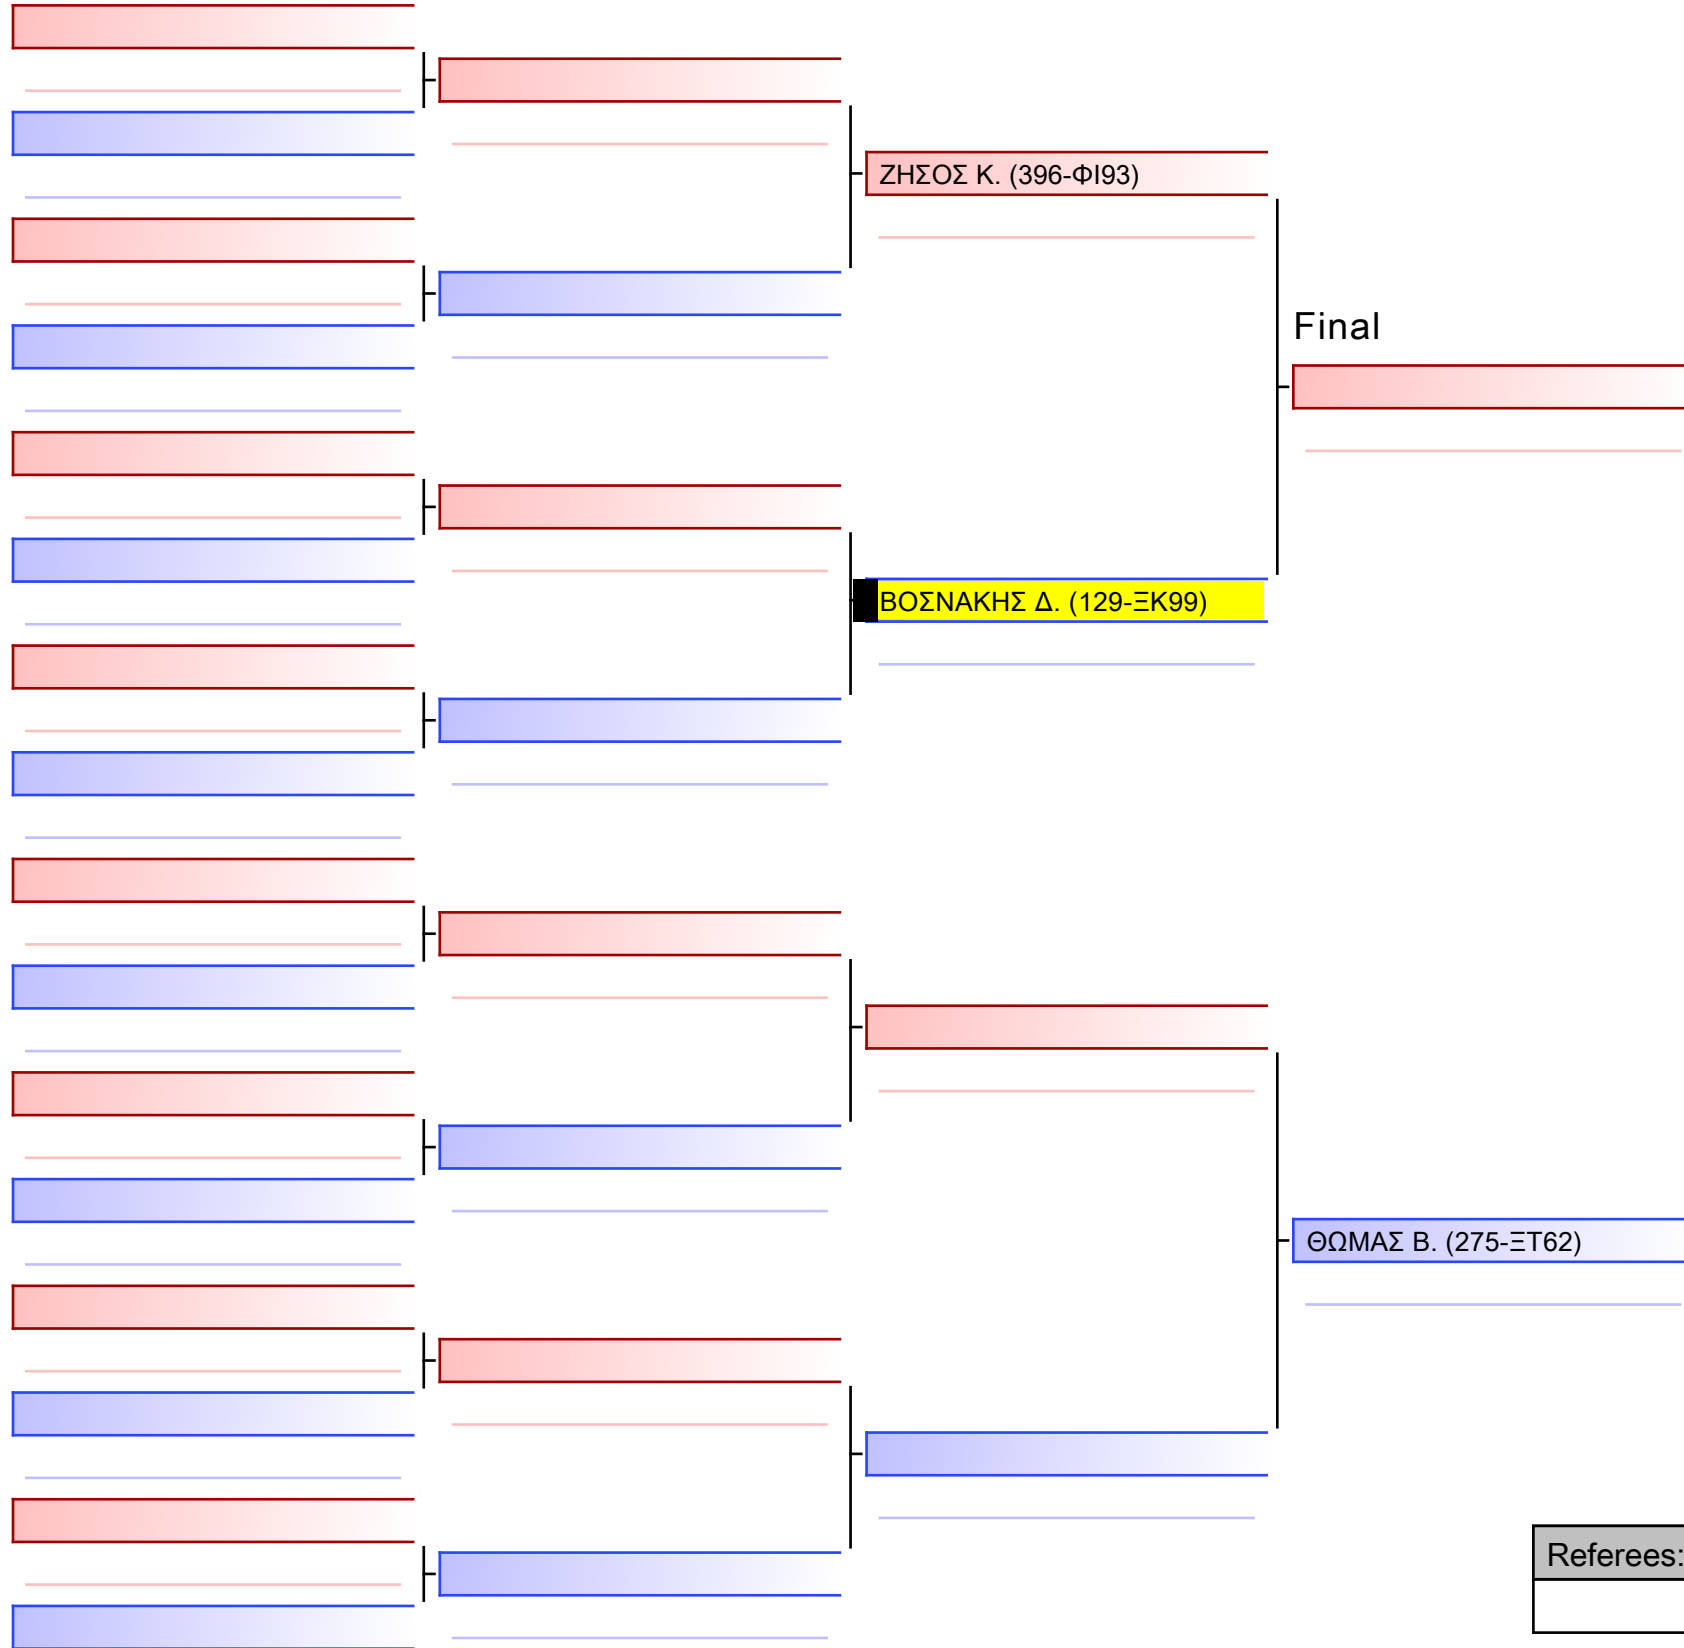 ΖΗΣΟΣ Κ. (396-ΦΙ93)
Final
ΒΟΣΝΑΚΗΣ Δ. (129-ΞΚ99)
ΘΩΜΑΣ Β. (275-ΞΤ62)
Referees: